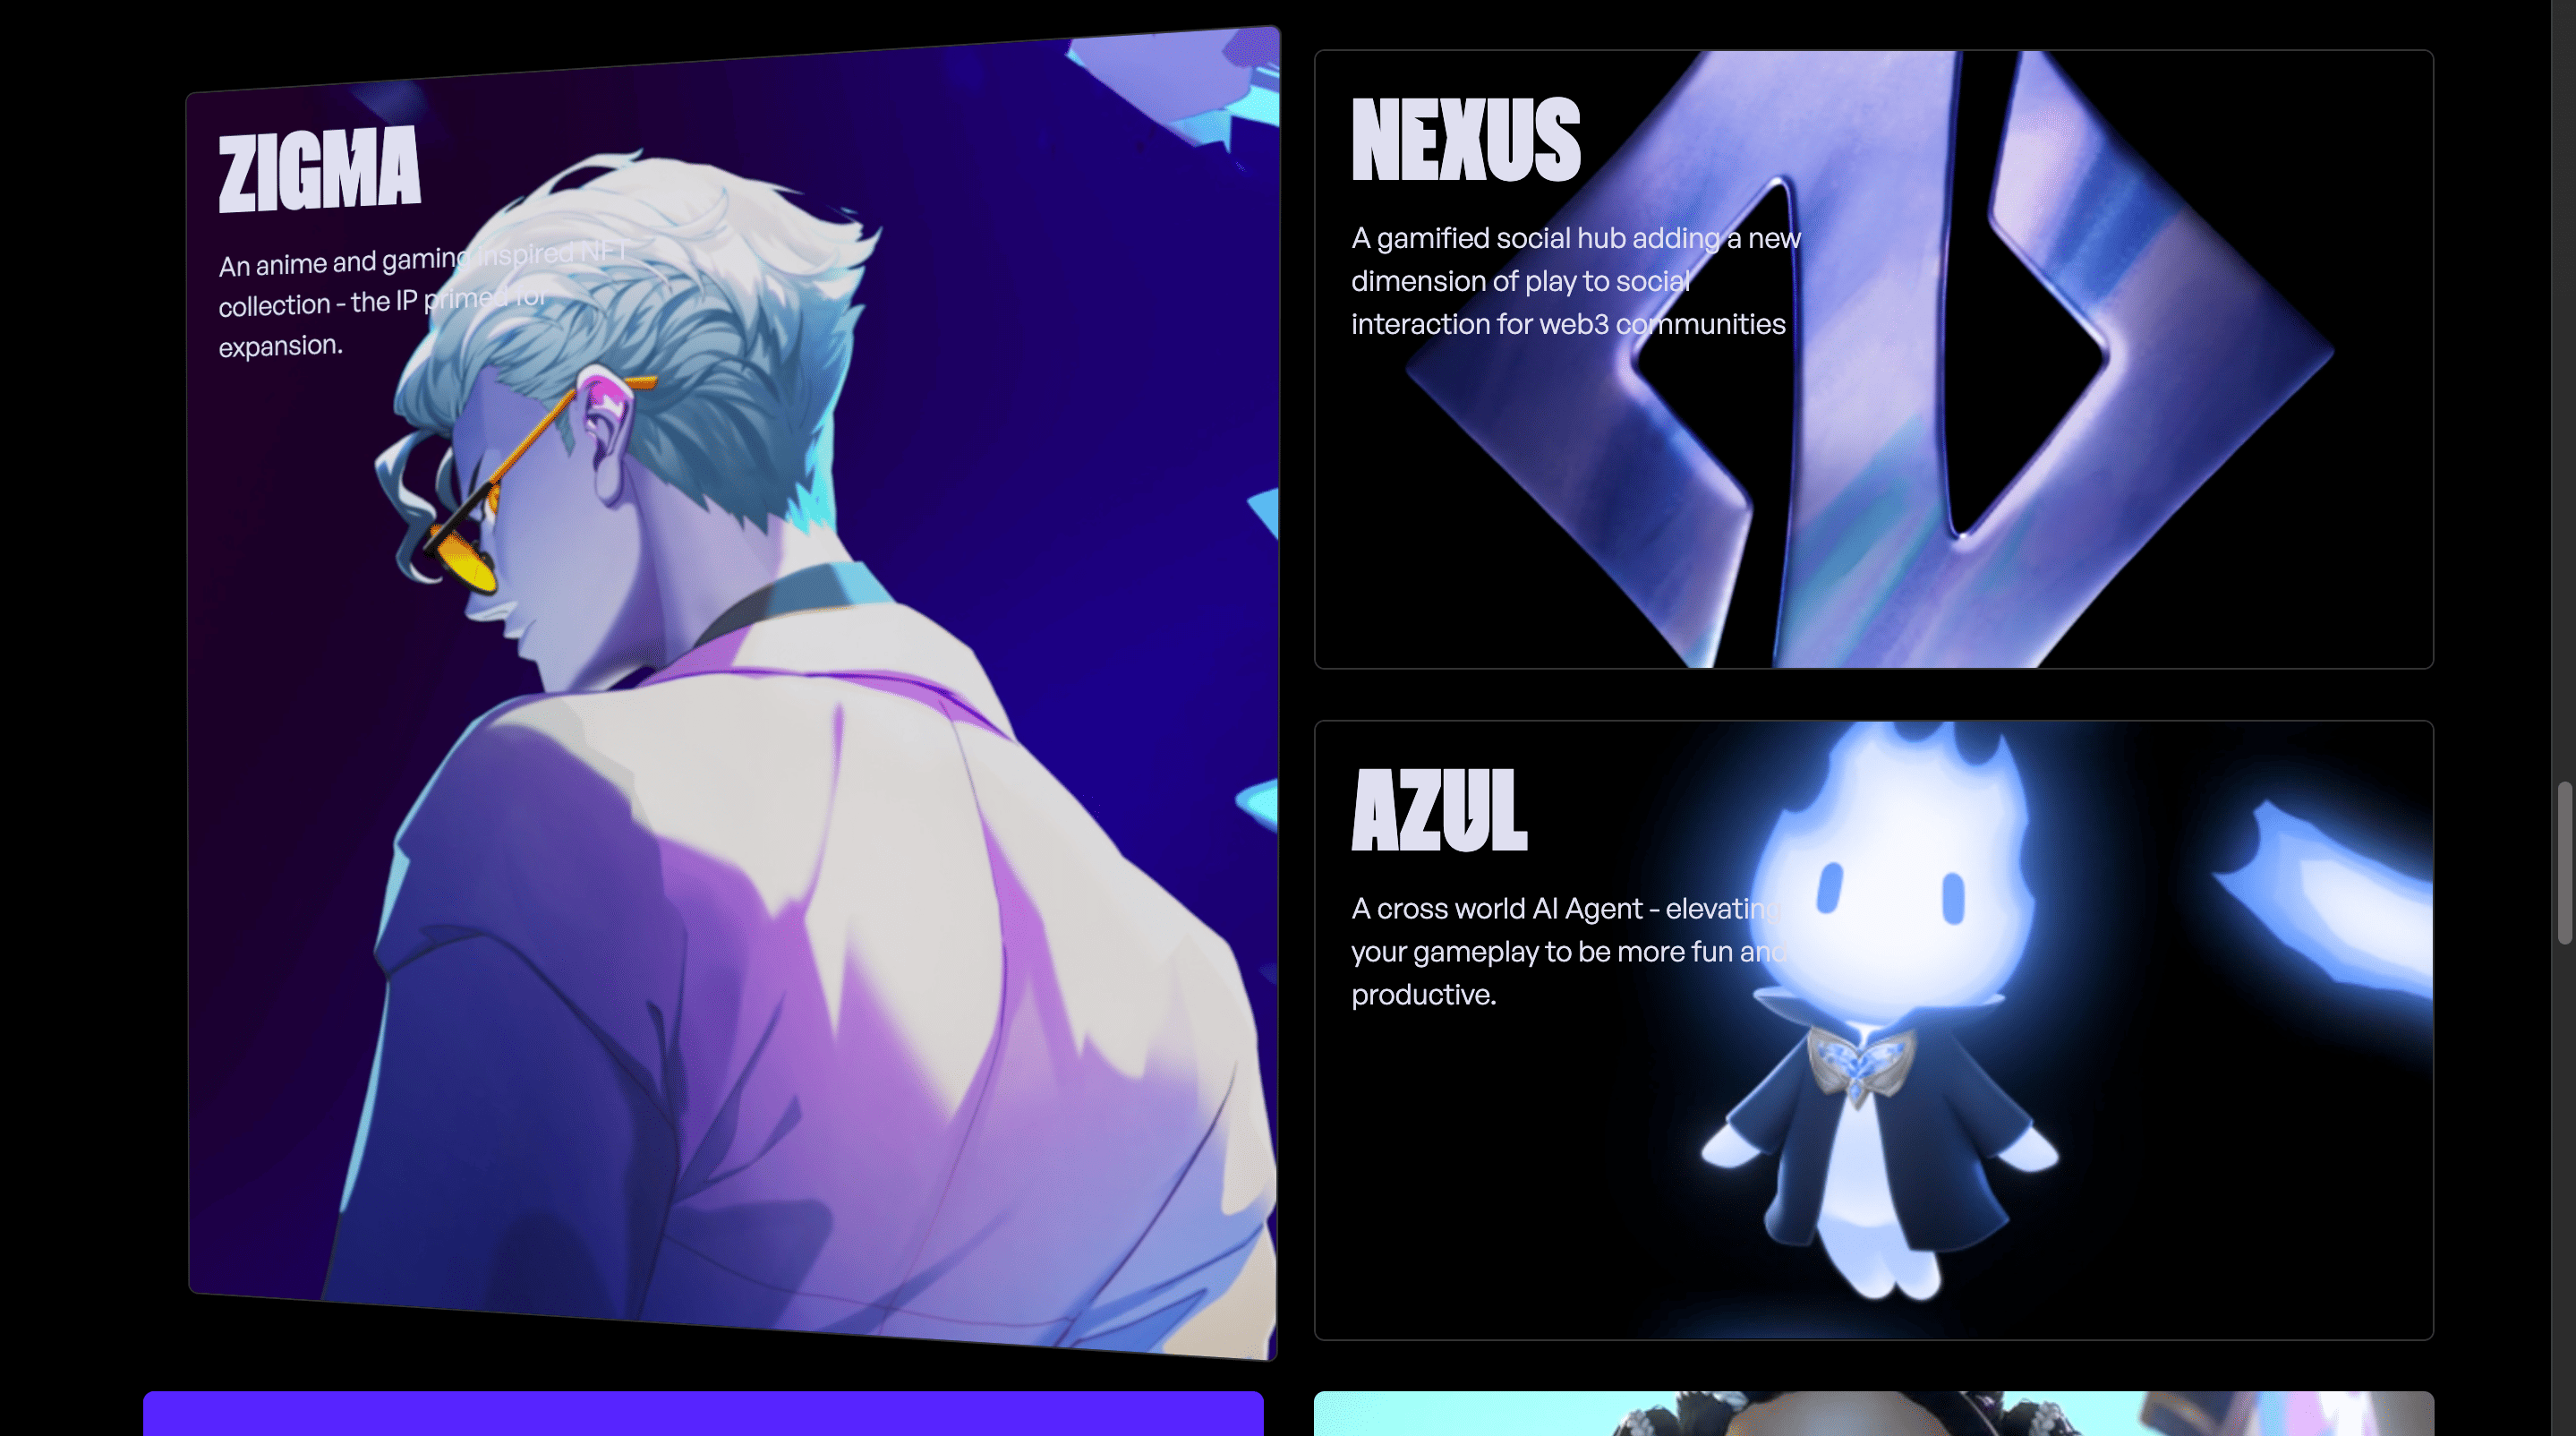 ZIGMA
An anime and gaming inspired NFT
collection - the IP primed for
expansion.
NEXUS
A gamified social hub adding a new
dimension of play to social
interaction for web3 communities
AZUL
A cross world AI Agent - elevating
your gameplay to be more fun and
productive.